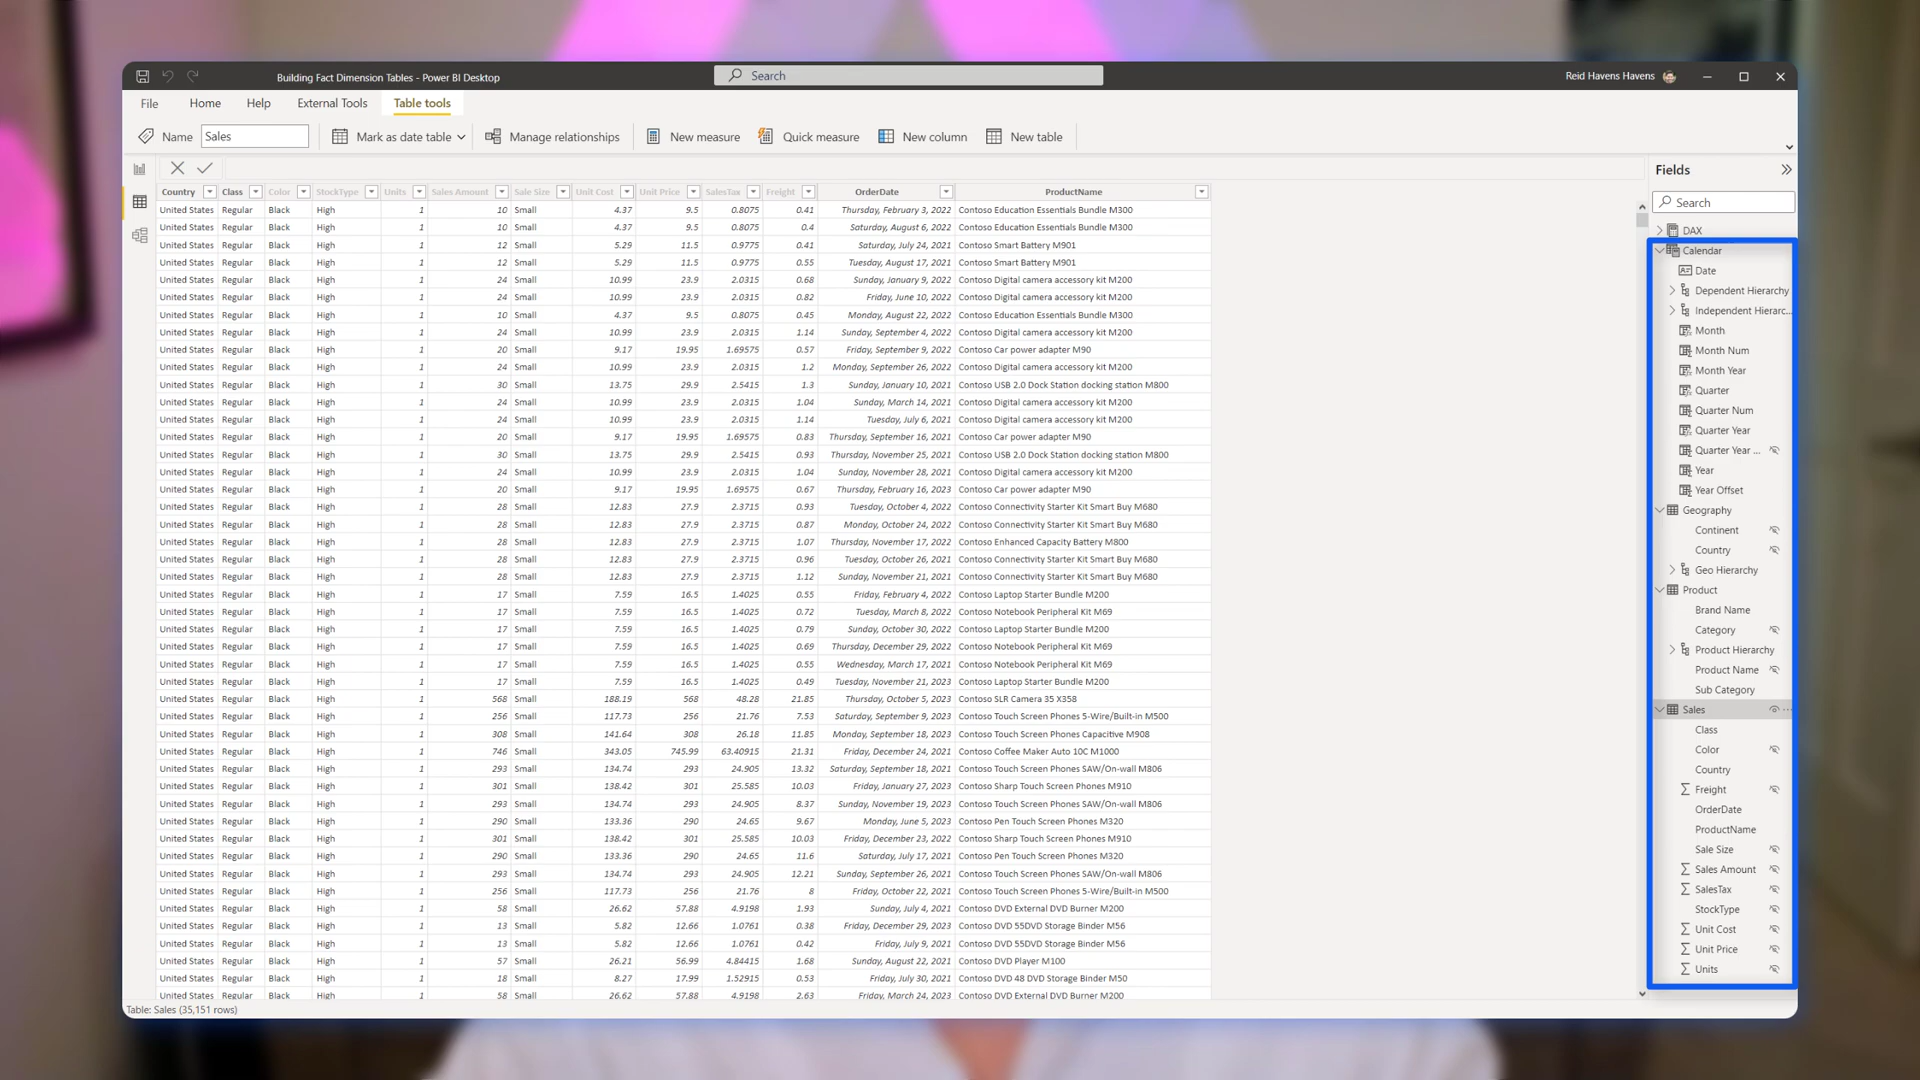 Building Fact Dimension Tables - Power BI Desktop
Search
Reid Havens Havens
File Home Help External Tools Table tools
Name Sales Mark as date table Manage relationships New measure Quick measure New column New table
Fields
Search
Country Class Color StockType Units Sales Amount Sale Size Unit Cost Unit Price SalesTax Freight OrderDate ProductName
United States Regular Black High 1 10 Small 4.37 9.5 0.8075 0.41 Thursday, February 3, 2022 Contoso Education Essentials Bundle M300
United States Regular Black High 1 10 Small 4.37 9.5 0.8075 0.4 Saturday, August 6, 2022 Contoso Education Essentials Bundle M300
United States Regular Black High 1 12 Small 5.29 11.5 0.9775 0.41 Saturday, July 24, 2021 Contoso Smart Battery M901
United States Regular Black High 1 12 Small 5.29 11.5 0.9775 0.55 Tuesday, August 17, 2021 Contoso Smart Battery M901
United States Regular Black High 1 24 Small 10.99 23.9 2.0315 0.68 Sunday, January 9, 2022 Contoso Digital camera accessory kit M200
United States Regular Black High 1 24 Small 10.99 23.9 2.0315 0.82 Friday, June 10, 2022 Contoso Digital camera accessory kit M200
United States Regular Black High 1 10 Small 4.37 9.5 0.8075 0.45 Monday, August 22, 2022 Contoso Education Essentials Bundle M300
United States Regular Black High 1 24 Small 10.99 23.9 2.0315 1.14 Sunday, September 4, 2022 Contoso Digital camera accessory kit M200
United States Regular Black High 1 20 Small 9.17 19.95 1.69575 0.57 Friday, September 9, 2022 Contoso Car power adapter M90
United States Regular Black High 1 24 Small 10.99 23.9 2.0315 1.2 Monday, September 26, 2022 Contoso Digital camera accessory kit M200
United States Regular Black High 1 30 Small 13.75 29.9 2.5415 1.3 Sunday, January 10, 2021 Contoso USB 2.0 Dock Station docking station M800
United States Regular Black High 1 24 Small 10.99 23.9 2.0315 1.04 Sunday, March 14, 2021 Contoso Digital camera accessory kit M200
United States Regular Black High 1 24 Small 10.99 23.9 2.0315 1.14 Tuesday, July 6, 2021 Contoso Digital camera accessory kit M200
United States Regular Black High 1 20 Small 9.17 19.95 1.69575 0.83 Thursday, September 16, 2021 Contoso Car power adapter M90
United States Regular Black High 1 30 Small 13.75 29.9 2.5415 0.93 Thursday, November 25, 2021 Contoso USB 2.0 Dock Station docking station M800
United States Regular Black High 1 24 Small 10.99 23.9 2.0315 1.04 Sunday, November 28, 2021 Contoso Digital camera accessory kit M200
United States Regular Black High 1 20 Small 9.17 19.95 1.69575 0.67 Thursday, February 16, 2023 Contoso Car power adapter M90
United States Regular Black High 1 28 Small 12.83 27.9 2.3715 0.93 Tuesday, October 4, 2022 Contoso Connectivity Starter Kit Smart Buy M680
United States Regular Black High 1 28 Small 12.83 27.9 2.3715 0.87 Monday, October 24, 2022 Contoso Connectivity Starter Kit Smart Buy M680
United States Regular Black High 1 28 Small 12.83 27.9 2.3715 1.07 Thursday, November 17, 2022 Contoso Enhanced Capacity Battery M800
United States Regular Black High 1 28 Small 12.83 27.9 2.3715 0.96 Tuesday, October 26, 2021 Contoso Connectivity Starter Kit Smart Buy M680
United States Regular Black High 1 28 Small 12.83 27.9 2.3715 1.12 Sunday, November 21, 2021 Contoso Connectivity Starter Kit Smart Buy M680
United States Regular Black High 1 17 Small 7.59 16.5 1.4025 0.55 Friday, February 4, 2022 Contoso Laptop Starter Bundle M200
United States Regular Black High 1 17 Small 7.59 16.5 1.4025 0.72 Tuesday, March 8, 2022 Contoso Notebook Peripheral Kit M69
United States Regular Black High 1 17 Small 7.59 16.5 1.4025 0.79 Sunday, October 30, 2022 Contoso Laptop Starter Bundle M200
United States Regular Black High 1 17 Small 7.59 16.5 1.4025 0.69 Thursday, December 29, 2022 Contoso Notebook Peripheral Kit M69
United States Regular Black High 1 17 Small 7.59 16.5 1.4025 0.55 Wednesday, March 17, 2021 Contoso Notebook Peripheral Kit M69
United States Regular Black High 1 17 Small 7.59 16.5 1.4025 0.49 Thursday, November 23, 2021 Contoso Laptop Starter Bundle M200
United States Regular Black High 1 568 Small 188.19 568 48.28 21.85 Thursday, October 5, 2023 Contoso SLR Camera 35 X358
United States Regular Black High 1 256 Small 117.73 256 21.76 7.53 Saturday, September 9, 2023 Contoso Touch Screen Phones 5-Wire/Built-in M500
United States Regular Black High 1 308 Small 141.64 308 26.18 11.85 Monday, September 18, 2023 Contoso Touch Screen Phones Capacitive M908
United States Regular Black High 1 746 Small 343.05 745.99 63.40915 21.31 Friday, December 24, 2021 Contoso Coffee Maker Auto 10C M1000
United States Regular Black High 1 293 Small 134.74 293 24.905 13.32 Saturday, September 18, 2021 Contoso Touch Screen Phones SAW/On-wall M806
United States Regular Black High 1 301 Small 138.42 301 25.585 10.03 Friday, January 27, 2023 Contoso Sharp Touch Screen Phones M910
United States Regular Black High 1 293 Small 134.74 293 24.905 8.37 Sunday, November 19, 2023 Contoso Touch Screen Phones SAW/On-wall M806
United States Regular Black High 1 290 Small 133.36 290 24.65 9.67 Monday, June 5, 2023 Contoso Pen Touch Screen Phones M320
United States Regular Black High 1 301 Small 138.42 301 25.585 10.03 Friday, December 23, 2022 Contoso Sharp Touch Screen Phones M910
United States Regular Black High 1 290 Small 133.36 290 24.65 11.6 Saturday, July 17, 2021 Contoso Pen Touch Screen Phones M320
United States Regular Black High 1 293 Small 134.74 293 24.905 12.21 Sunday, September 26, 2021 Contoso Touch Screen Phones SAW/On-wall M806
United States Regular Black High 1 256 Small 117.73 256 21.76 8 Friday, October 22, 2021 Contoso Touch Screen Phones 5-Wire/Built-in M500
United States Regular Black High 1 58 Small 26.62 57.88 4.9198 1.93 Sunday, July 4, 2021 Contoso DVD External DVD Burner M200
United States Regular Black High 1 13 Small 5.82 12.66 1.0761 0.38 Friday, December 29, 2023 Contoso DVD 55DVD Storage Binder M56
United States Regular Black High 1 13 Small 5.82 12.66 1.0761 0.42 Friday, July 9, 2021 Contoso DVD 55DVD Storage Binder M56
United States Regular Black High 1 57 Small 26.21 56.99 4.84415 1.68 Sunday, August 22, 2021 Contoso DVD Player M100
United States Regular Black High 1 18 Small 8.27 17.99 1.52915 0.53 Friday, July 30, 2021 Contoso DVD 48 DVD Storage Binder M50
United States Regular Black High 1 58 Small 26.62 57.88 4.9198 2.63 Friday, March 24, 2023 Contoso DVD External DVD Burner M200
Table: Sales (35,151 rows)
DAX
Calendar
Date
Dependent Hierarchy
Independent Hierarc...
Month
Month Num
Month Year
Quarter
Quarter Num
Quarter Year
Quarter Year ...
Year
Year Offset
Geography
Continent
Country
Geo Hierarchy
Product
Brand Name
Category
Product Hierarchy
Product Name
Sub Category
Sales
Class
Color
Country
Freight
OrderDate
ProductName
Sale Size
Sales Amount
SalesTax
StockType
Unit Cost
Unit Price
Units